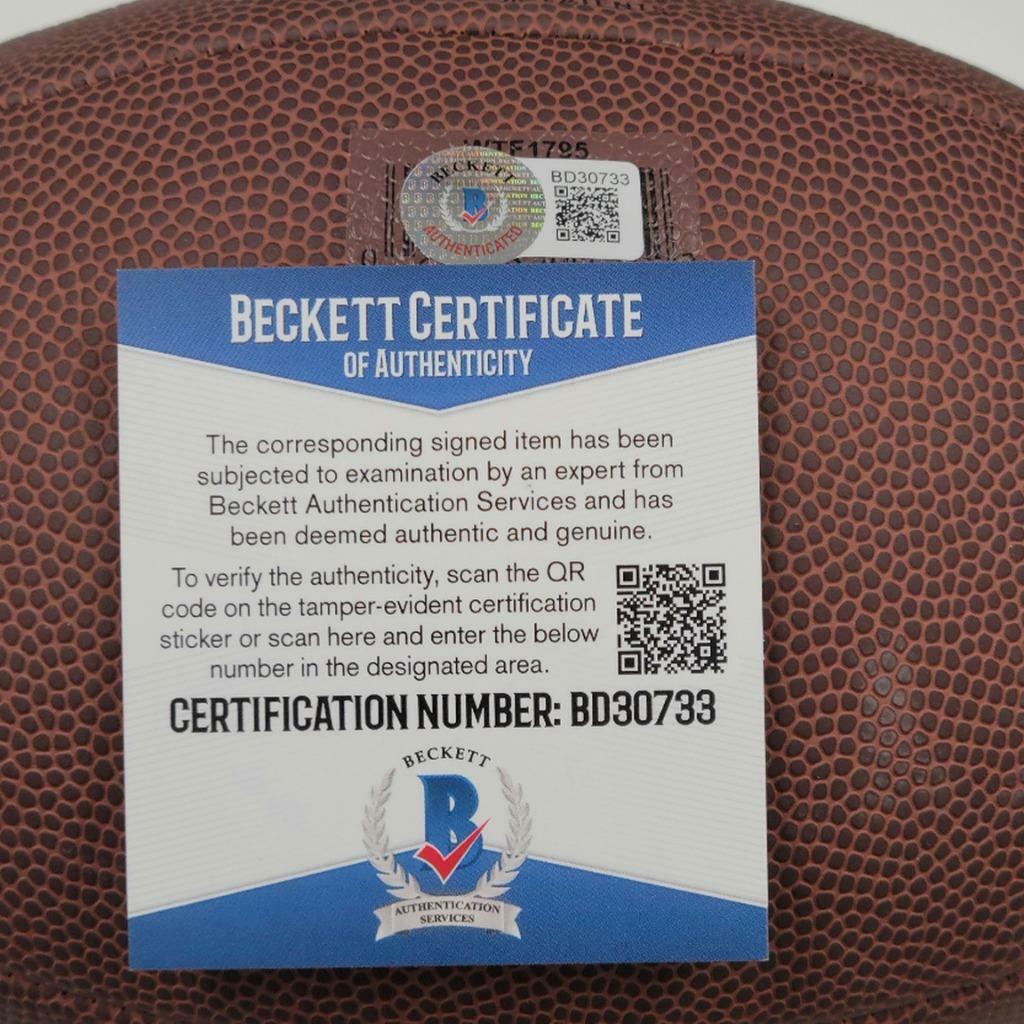 WTF1795
BECKETT
AUTHENTICATED
BD30733
BECKETT CERTIFICATE
OF AUTHENTICITY
The corresponding signed item has been
subjected to examination by an expert from
Beckett Authentication Services and has
been deemed authentic and genuine.
To verify the authenticity, scan the QR
code on the tamper-evident certification
sticker or scan here and enter the below
number in the designated area.
CERTIFICATION NUMBER: BD30733
BECKETT
B
AUTHENTICATION
SERVICES